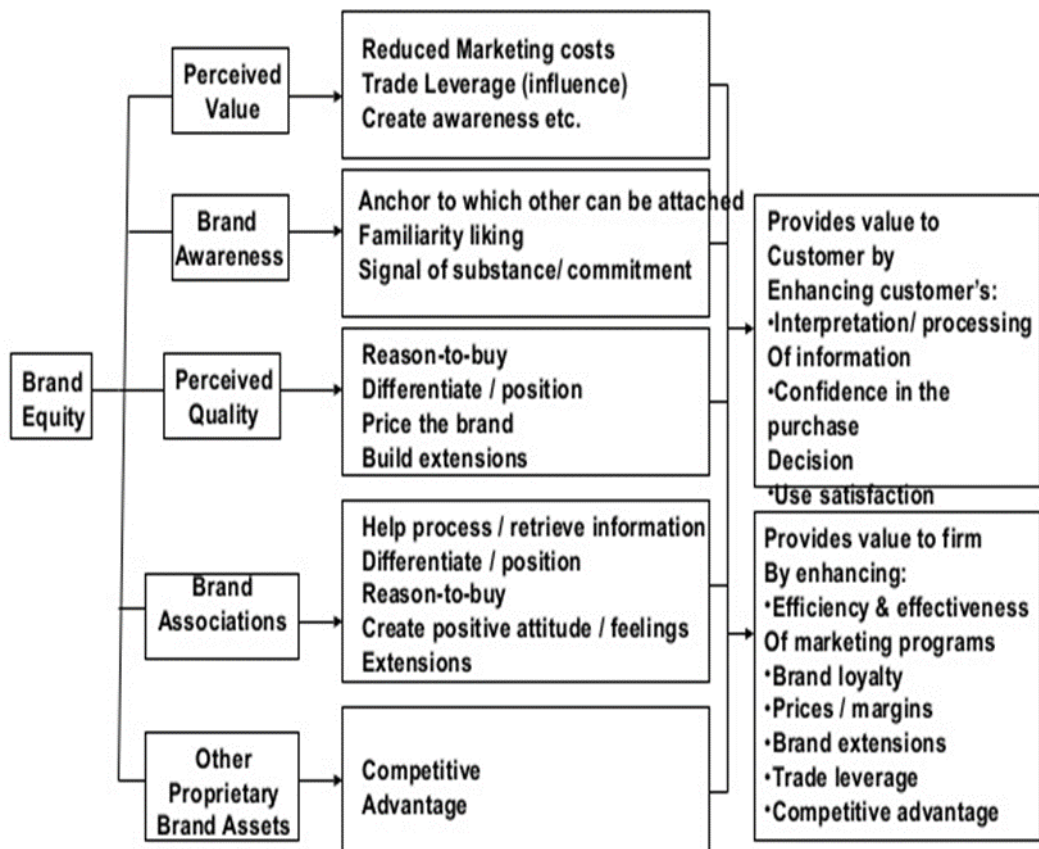 Brand
Equity
Perceived
Value
Reduced Marketing costs
Trade Leverage (influence)
Create awareness etc.
Brand
Awareness
Anchor to which other can be attached
Familiarity liking
Signal of substance/ commitment
Perceived
Quality
Reason-to-buy
Differentiate / position
Price the brand
Build extensions
Brand
Associations
Help process / retrieve information
Differentiate / position
Reason-to-buy
Create positive attitude / feelings
Extensions
Other
Proprietary
Brand Assets
Competitive
Advantage
Provides value to
Customer by
Enhancing customer's:
•Interpretation/ processing
Of information
•Confidence in the
purchase
Decision
•Use satisfaction
Provides value to firm
By enhancing:
•Efficiency & effectiveness
Of marketing programs
•Brand loyalty
•Prices / margins
•Brand extensions
•Trade leverage
•Competitive advantage